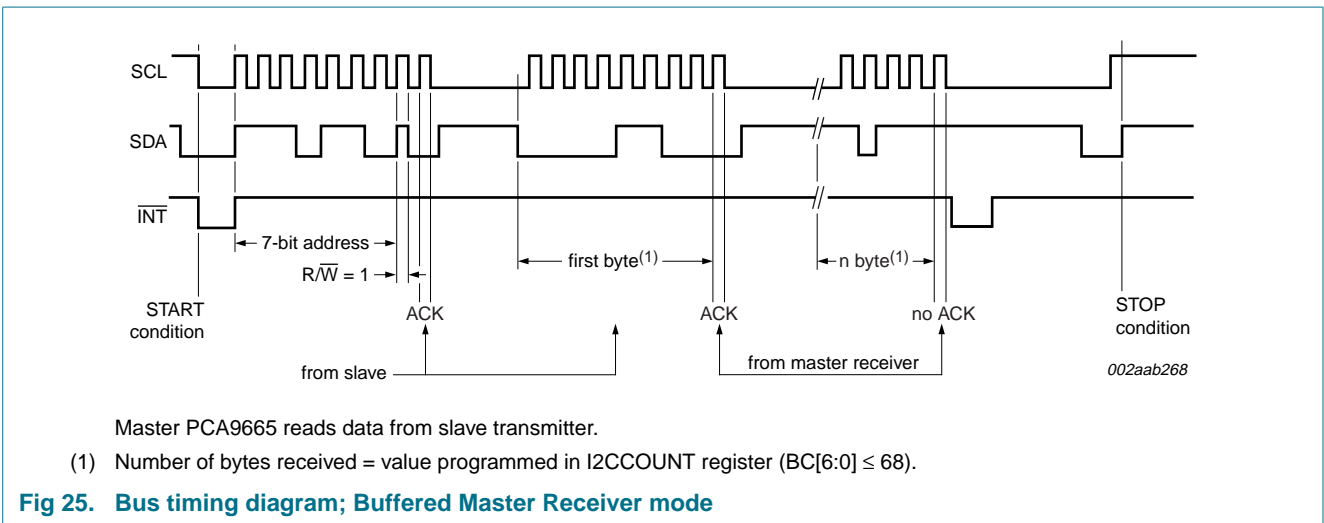 SCL
SDA
INT
7-bit address
first byte(1)
n byte(1)
R/W = 1
START
condition
ACK
ACK
no ACK
STOP
condition
from slave
from master receiver
002aab268
Master PCA9665 reads data from slave transmitter.
(1) Number of bytes received = value programmed in I2CCOUNT register (BC[6:0] ≤ 68).
Fig 25. Bus timing diagram; Buffered Master Receiver mode